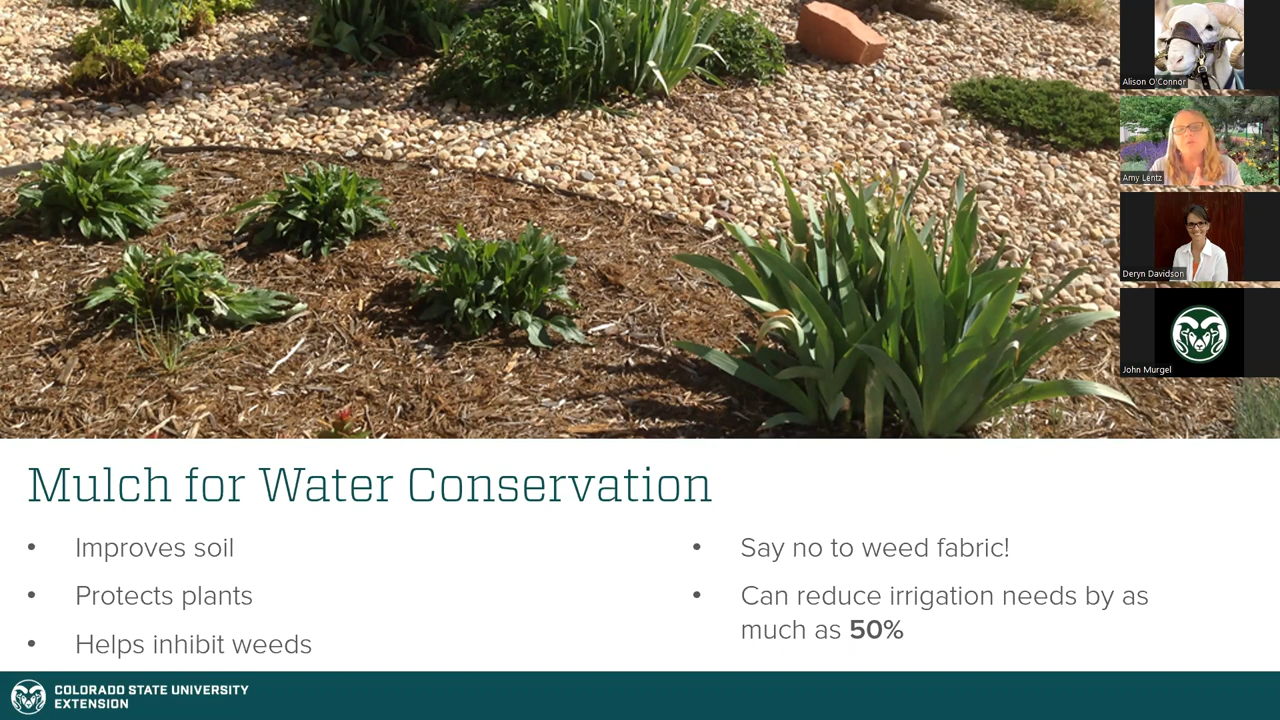 Alison O'Connor
Amy Lentz
Deryn Davidson
John Murgel
Mulch for Water Conservation
• Improves soil
• Protects plants
• Helps inhibit weeds
• Say no to weed fabric!
• Can reduce irrigation needs by as
much as 50%
COLORADO STATE UNIVERSITY
EXTENSION